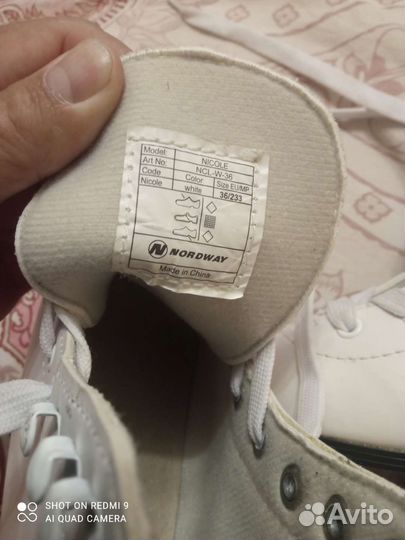 Model: NICOLE
Art No: NCL-W-36
Code Color Size EU/MP
Nicole white 36/233
NORDWAY
Made in China
SHOT ON REDMI 9
AI QUAD CAMERA
Avito